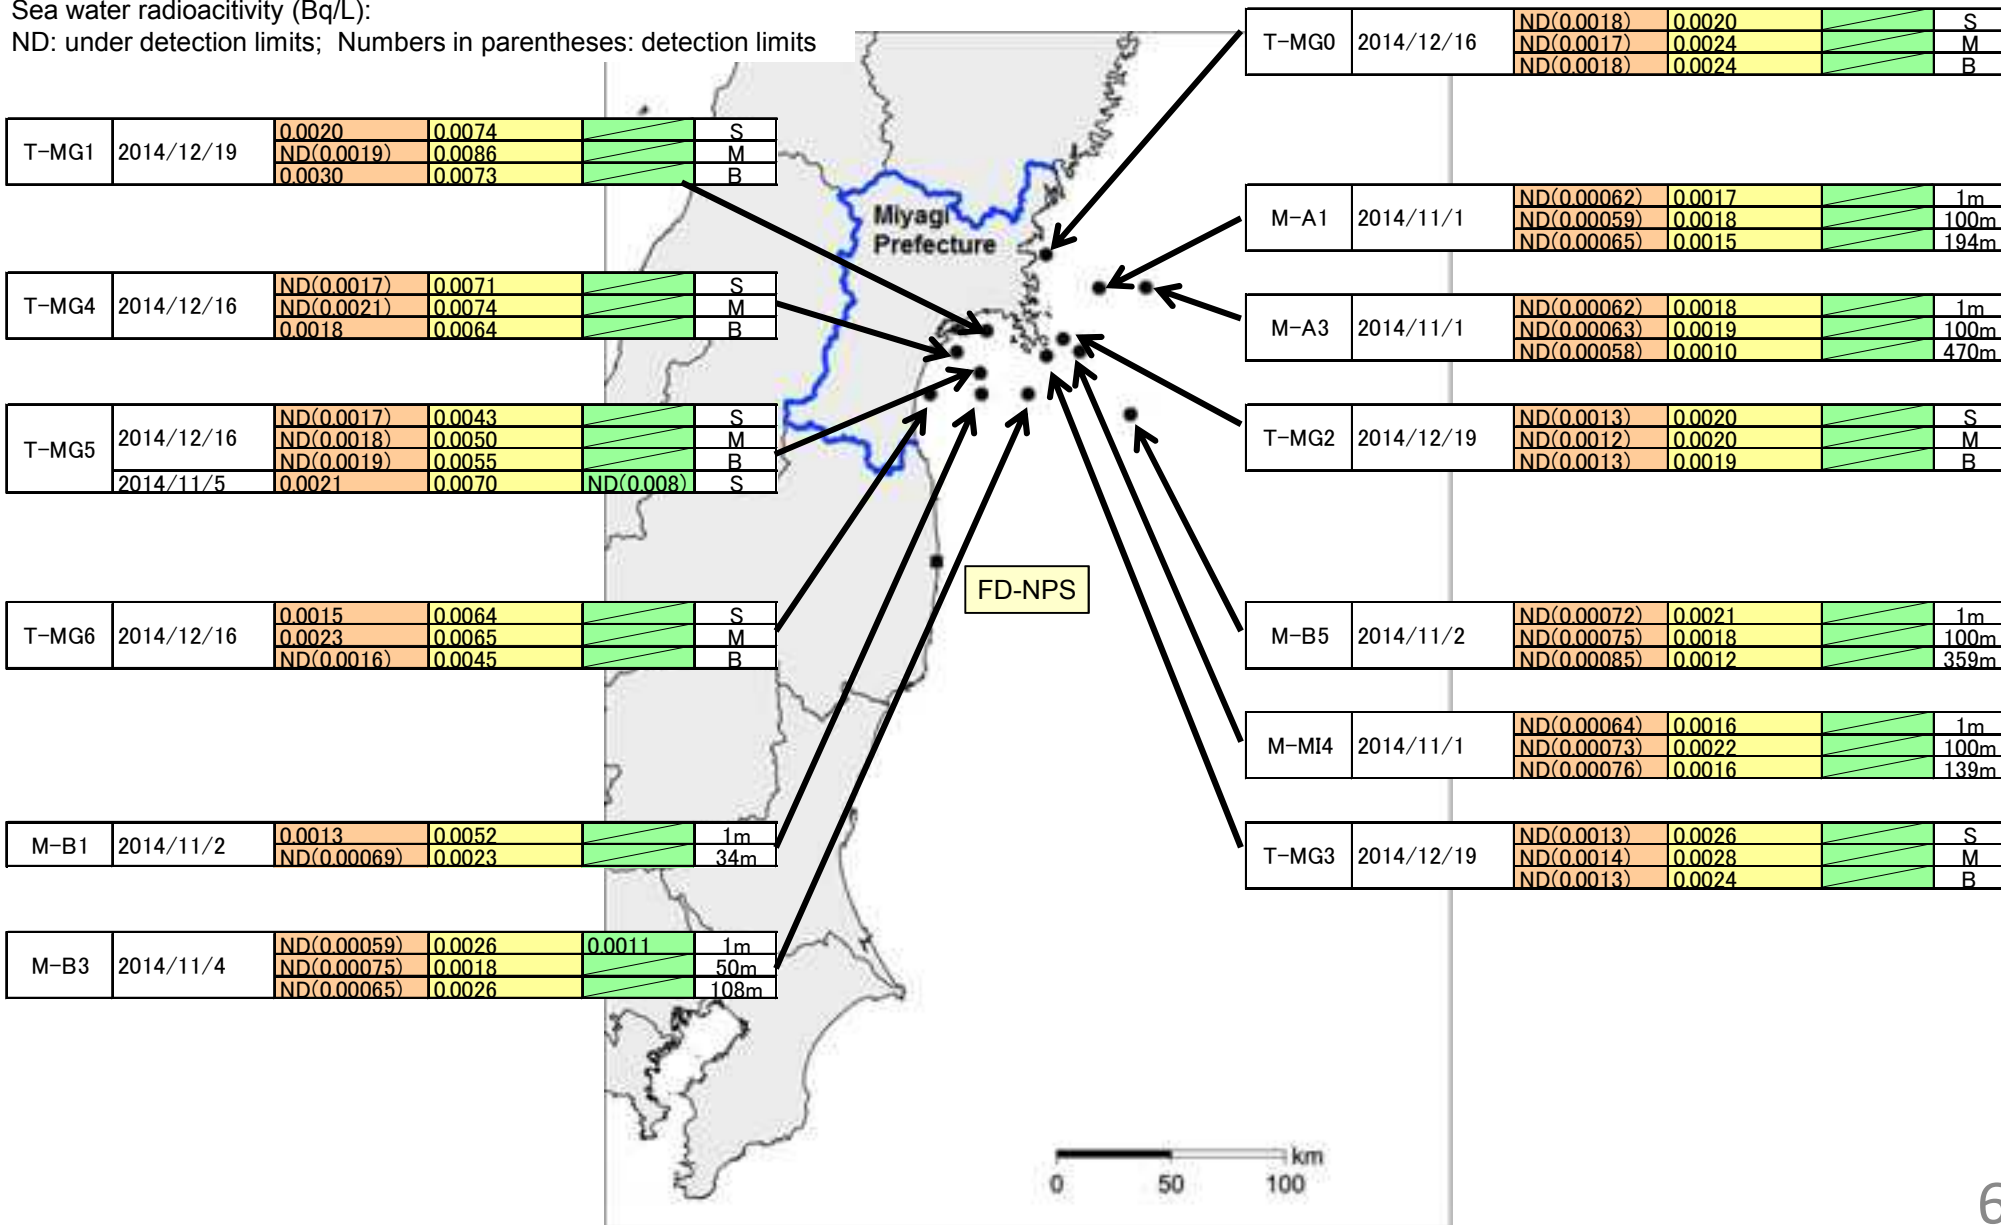 Sea water radioacitivity (Bq/L):
ND: under detection limits; Numbers in parentheses: detection limits
T-MG1 2014/12/19 0.0020 0.0074 S
ND(0.0019) 0.0086 M
0.0030 0.0073 B
T-MG4 2014/12/16 ND(0.0017) 0.0071 S
ND(0.0021) 0.0074 M
0.0018 0.0064 B
T-MG5 2014/12/16 ND(0.0017) 0.0043 S
ND(0.0018) 0.0050 M
ND(0.0019) 0.0055 B
2014/11/5 0.0021 0.0070 ND(0.008) S
T-MG6 2014/12/16 0.0015 0.0064 S
0.0023 0.0065 M
ND(0.0016) 0.0045 B
M-B1 2014/11/2 0.0013 0.0052 1m
ND(0.00069) 0.0023 34m
M-B3 2014/11/4 ND(0.00059) 0.0026 0.0011 1m
ND(0.00075) 0.0018 50m
ND(0.00065) 0.0026 108m
Miyagi
Prefecture
FD-NPS
T-MG0 2014/12/16 ND(0.0018) 0.0020 S
ND(0.0017) 0.0024 M
ND(0.0018) 0.0024 B
M-A1 2014/11/1 ND(0.00062) 0.0017 1m
ND(0.00059) 0.0018 100m
ND(0.00065) 0.0015 194m
M-A3 2014/11/1 ND(0.00062) 0.0018 1m
ND(0.00063) 0.0019 100m
ND(0.00058) 0.0010 470m
T-MG2 2014/12/19 ND(0.0013) 0.0020 S
ND(0.0012) 0.0020 M
ND(0.0013) 0.0019 B
M-B5 2014/11/2 ND(0.00072) 0.0021 1m
ND(0.00075) 0.0018 100m
ND(0.00085) 0.0012 359m
M-MI4 2014/11/1 ND(0.00064) 0.0016 1m
ND(0.00073) 0.0022 100m
ND(0.00076) 0.0016 139m
T-MG3 2014/12/19 ND(0.0013) 0.0026 S
ND(0.0014) 0.0028 M
ND(0.0013) 0.0024 B
km
0 50 100
6